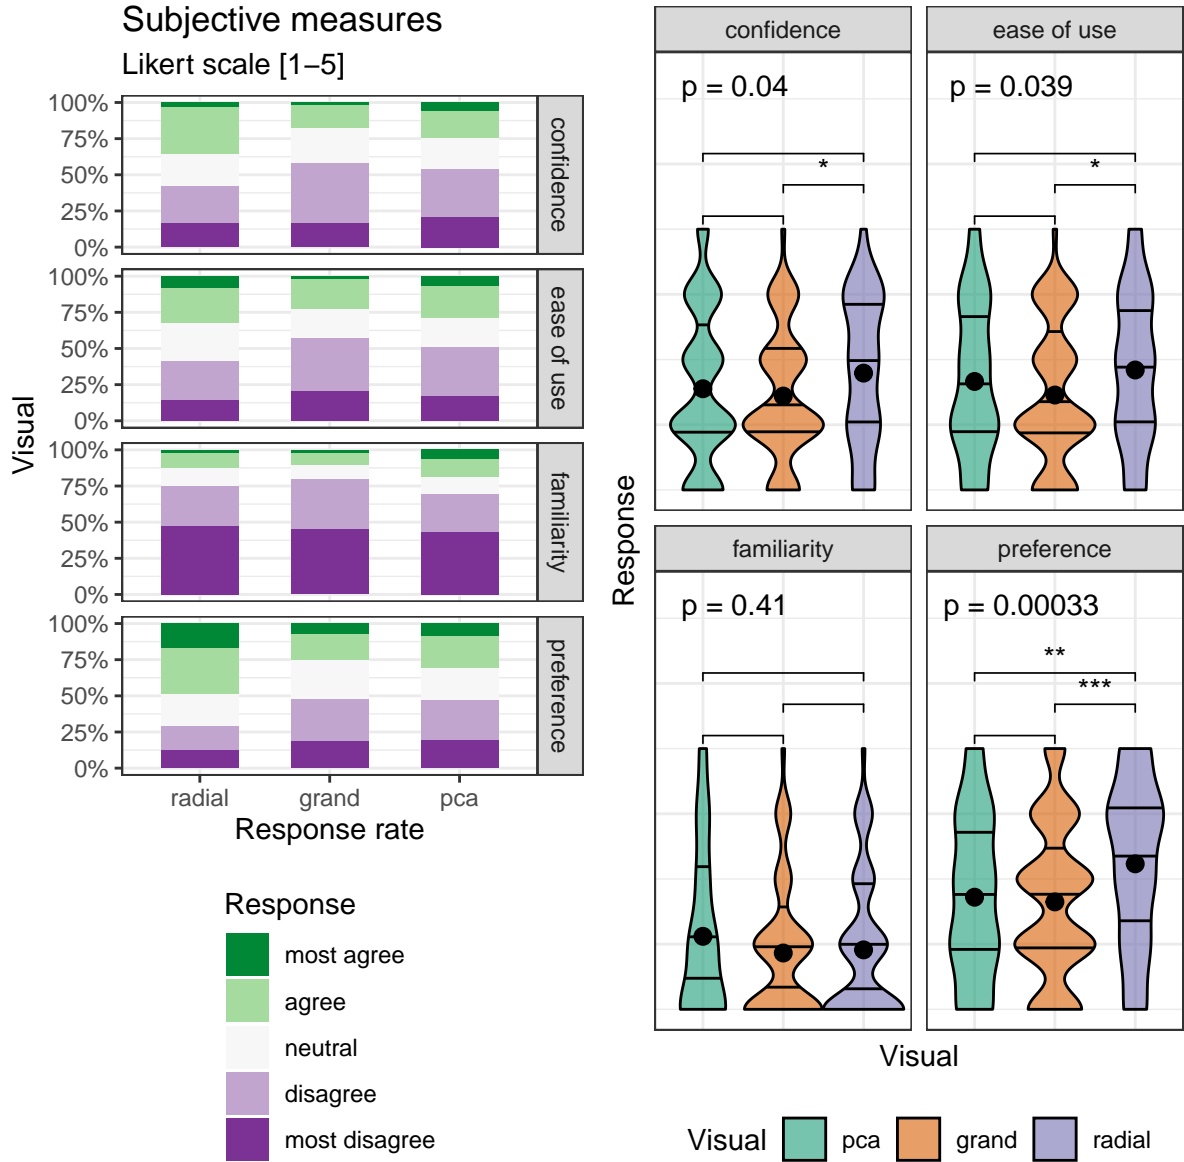 Subjective measures
Likert scale [1–5]
100%
75%
50%
25%
0%
confidence
100%
75%
50%
25%
0%
ease of use
100%
75%
50%
25%
0%
familiarity
100%
75%
50%
25%
0%
preference
Visual
radial grand pca
Response rate
Response
most agree
agree
neutral
disagree
most disagree
confidence
p = 0.04
*
ease of use
p = 0.039
*
familiarity
p = 0.41
preference
p = 0.00033
**
***
Response
Visual
Visual pca grand radial